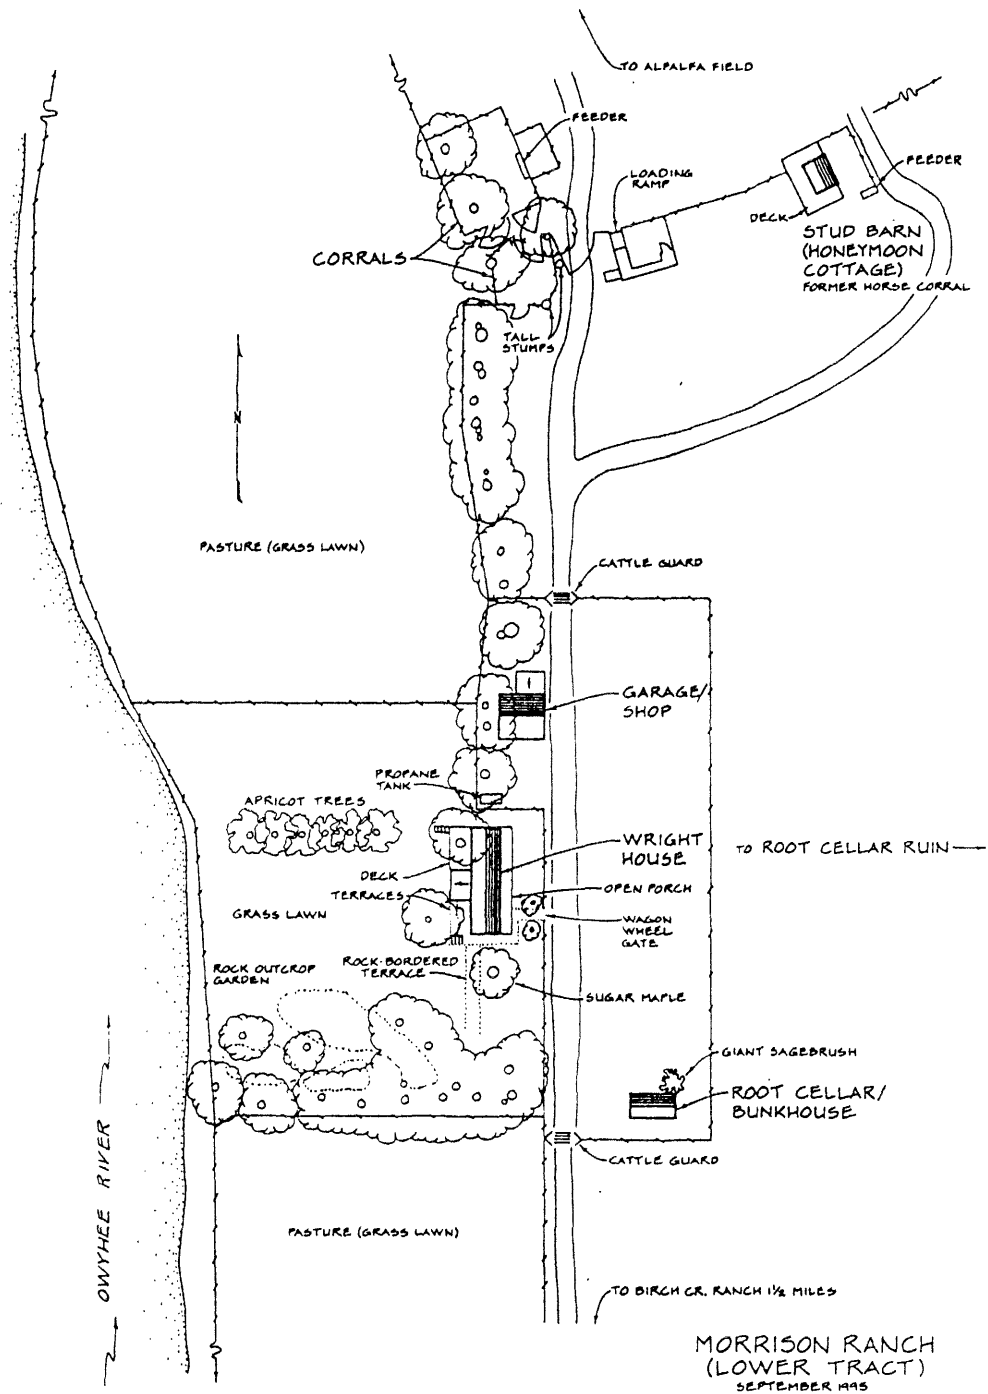 TO ALFALFA FIELD
FEEDER
LOADING
RAMP
FEEDER
DECK
STUD BARN
(HONEYMOON
COTTAGE)
FORMER HORSE CORRAL
CORRALS
TALL
STUMPS
N
PASTURE (GRASS LAWN)
CATTLE GUARD
GARAGE/
SHOP
PROPANE
TANK
APRICOT TREES
WRIGHT
HOUSE
TO ROOT CELLAR RUIN
DECK
OPEN PORCH
TERRACES
GRASS LAWN
WAGON
WHEEL
GATE
ROCK-BORDERED
TERRACE
ROCK OUTCROP
GARDEN
SUGAR MAPLE
GIANT SAGEBRUSH
ROOT CELLAR/
BUNKHOUSE
CATTLE GUARD
OWYHEE RIVER
PASTURE (GRASS LAWN)
TO BIRCH CR. RANCH 1½ MILES
MORRISON RANCH
(LOWER TRACT)
SEPTEMBER 1995